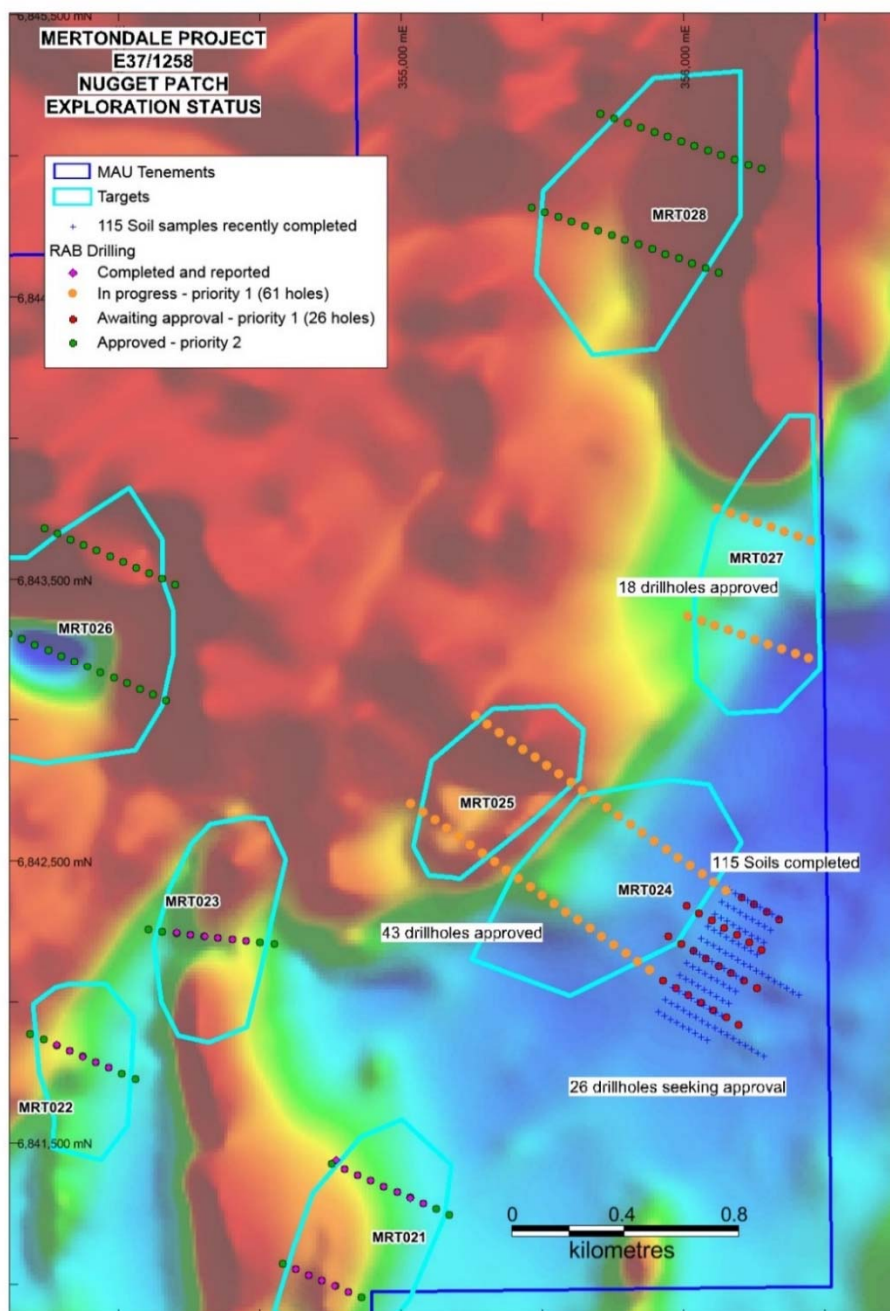 6,845,500 mN
MERTONDALE PROJECT
E37/1258
NUGGET PATCH
EXPLORATION STATUS
355,000 mE
356,000 mE
MAU Tenements
Targets
115 Soil samples recently completed
RAB Drilling
Completed and reported
In progress - priority 1 (61 holes)
Awaiting approval - priority 1 (26 holes)
Approved - priority 2
6,844
MRT028
MRT027
6,843,500 mN
18 drillholes approved
MRT026
MRT025
6,842,500 mN
115 Soils completed
MRT024
MRT023
43 drillholes approved
26 drillholes seeking approval
MRT022
6,841,500 mN
MRT021
0 0.4 0.8
kilometres